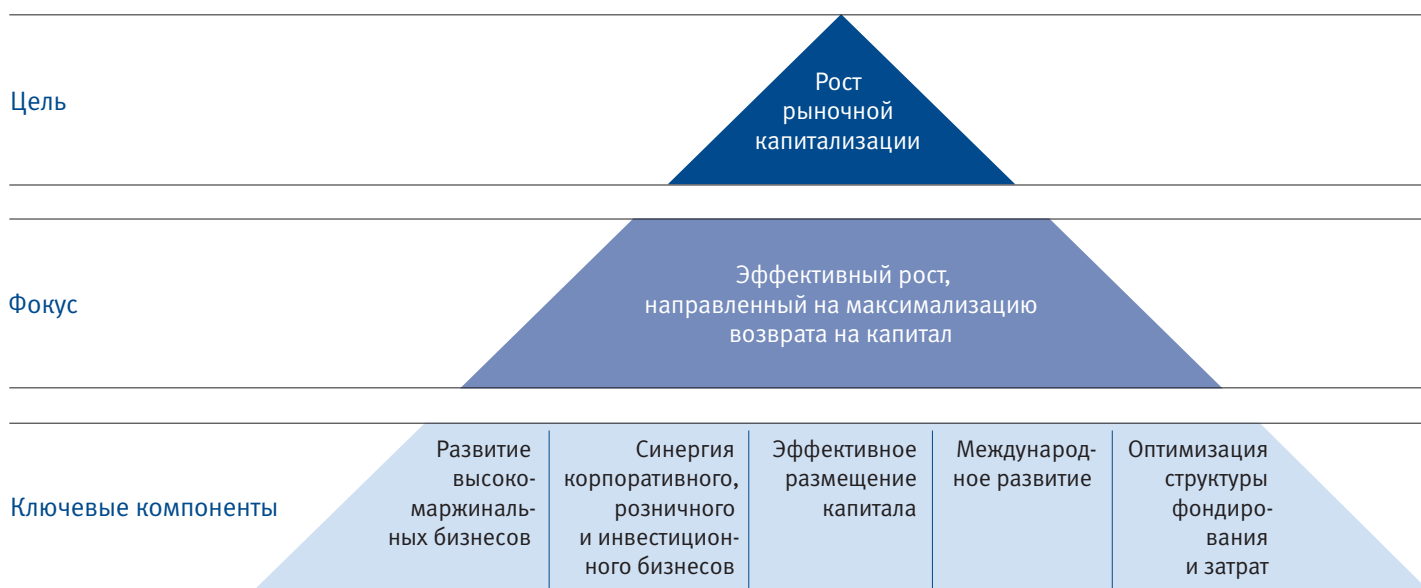 Цель
Рост
рыночной
капитализации
Фокус
Эффективный рост,
направленный на максимализацию
возврата на капитал
Ключевые компоненты
Развитие
высоко-
маржиналь-
ных бизнесов
Синергия
корпоративного,
розничного
и инвестицион-
ного бизнесов
Эффективное
размещение
капитала
Международ-
ное развитие
Оптимизация
структуры
фондиро-
вания
и затрат